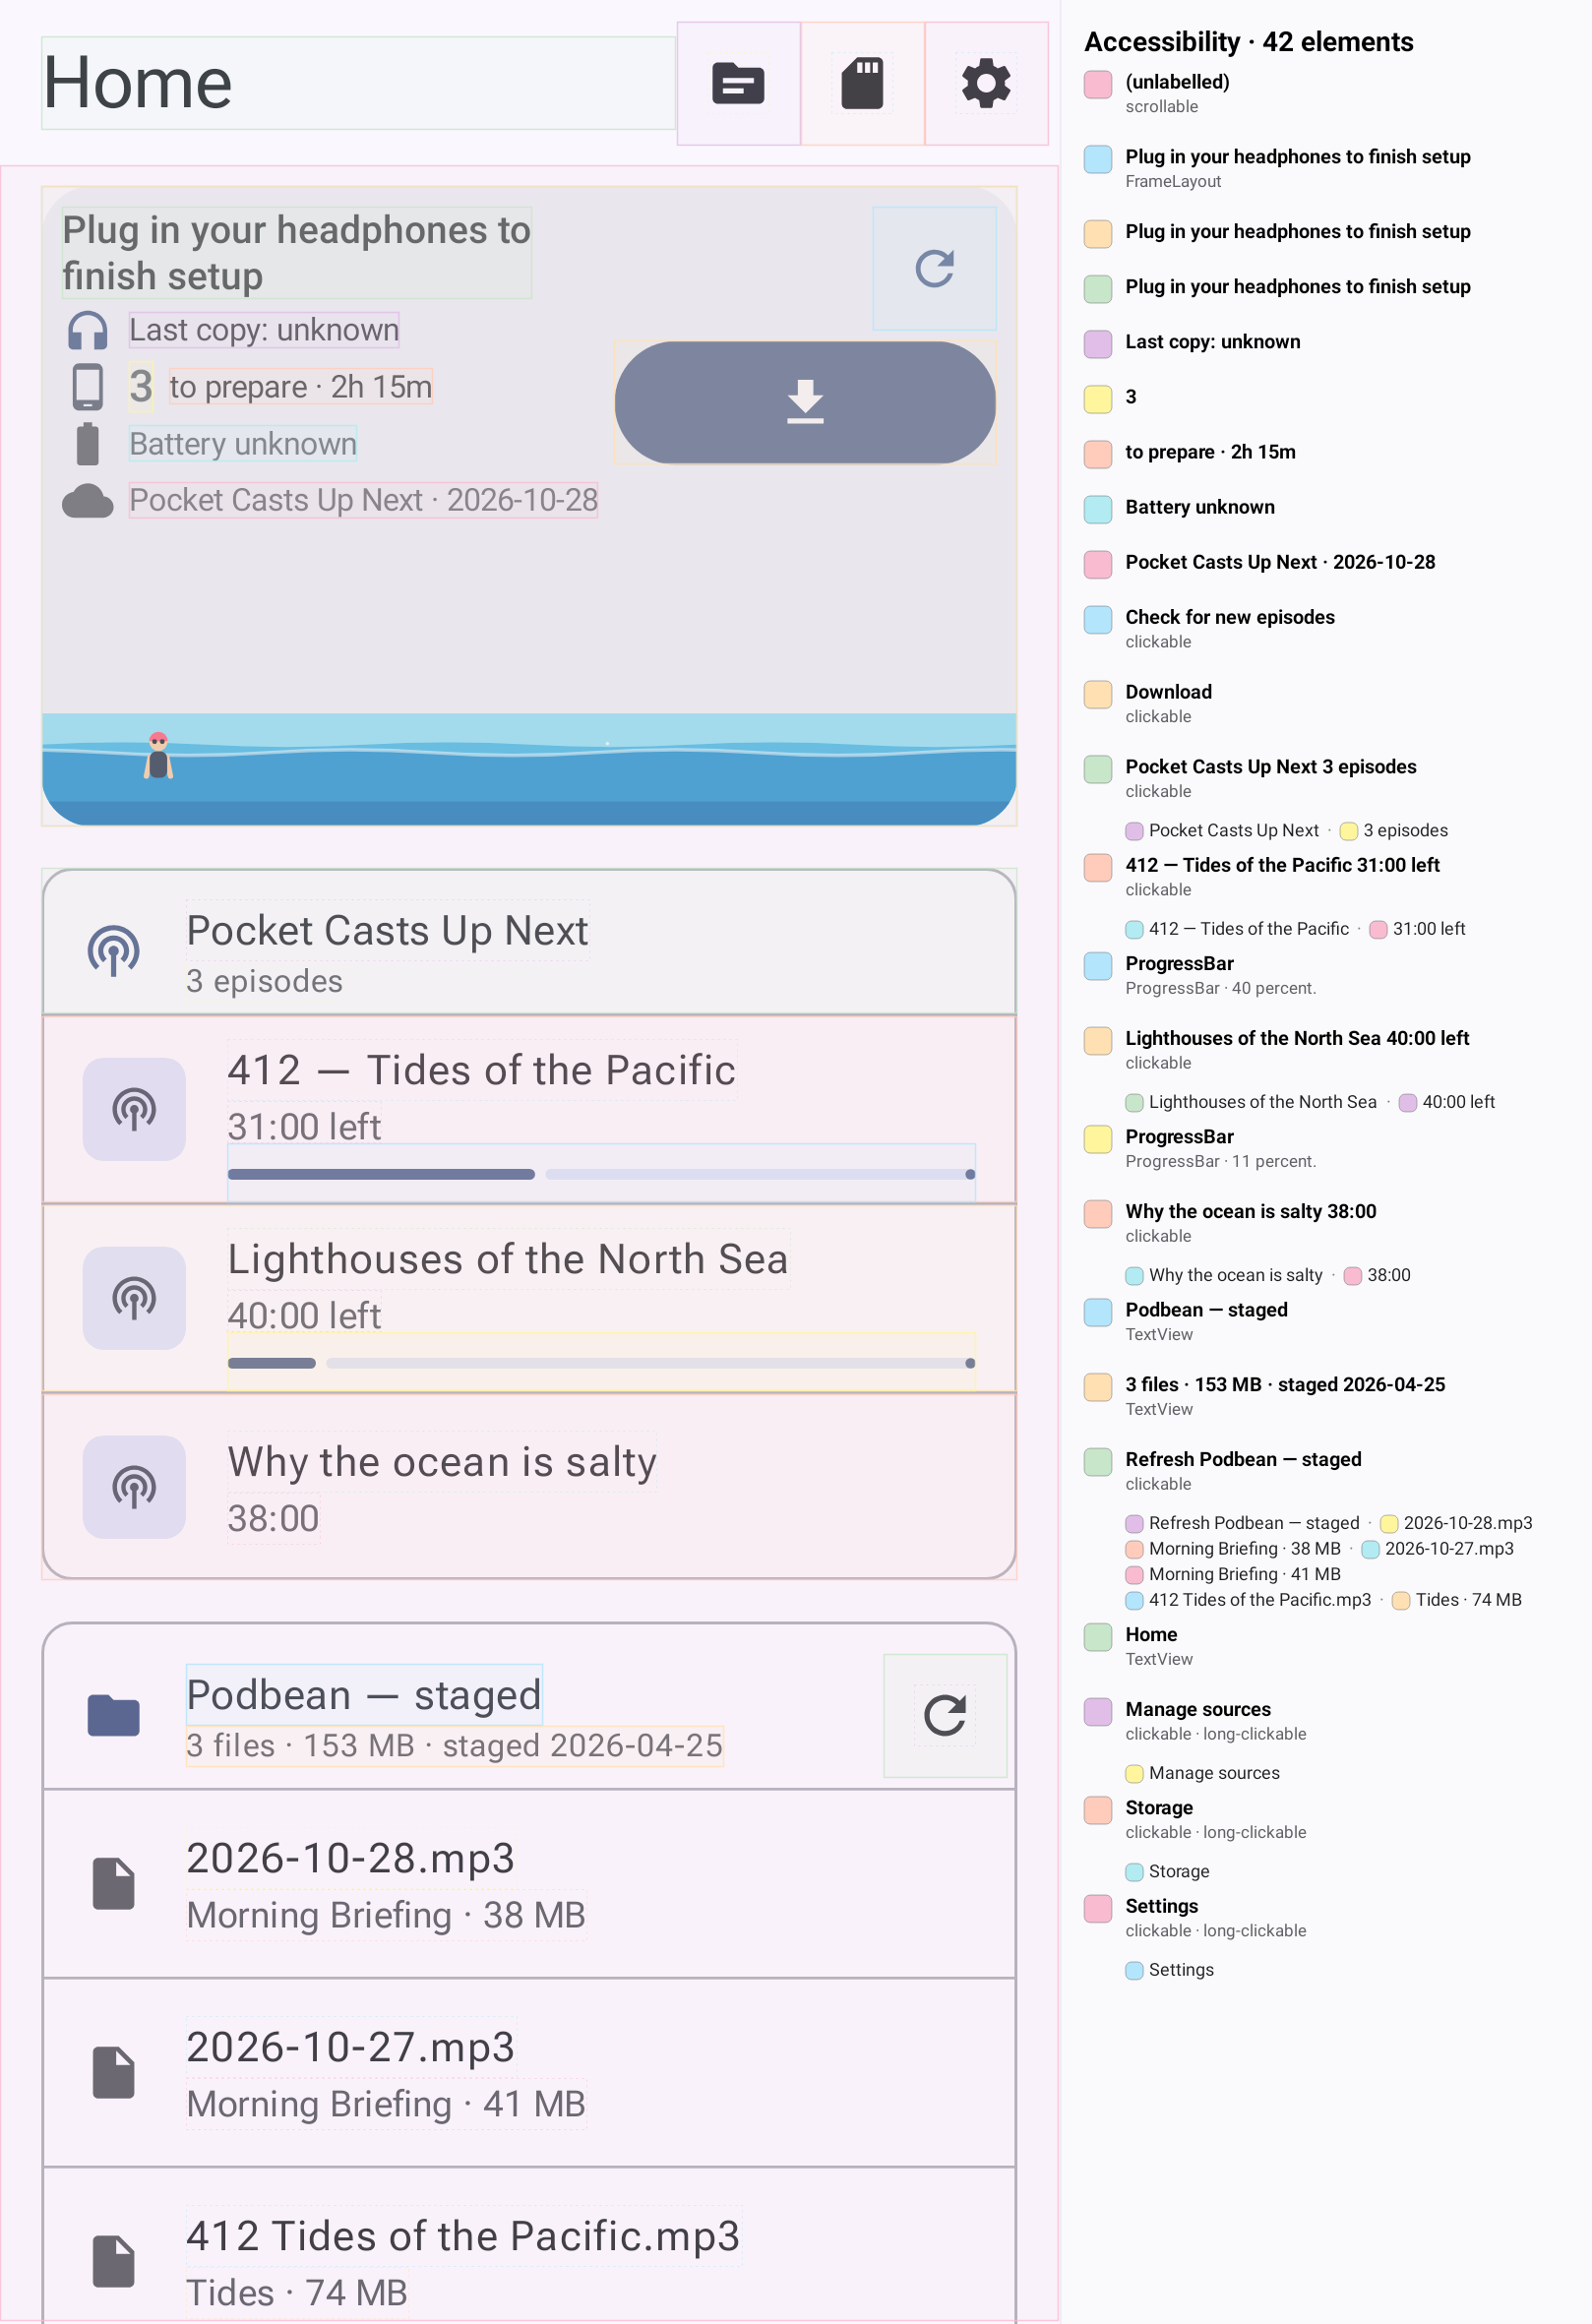 Home
Plug in your headphones to
finish setup
Last copy: unknown
3 to prepare · 2h 15m
Battery unknown
Pocket Casts Up Next · 2026-10-28
Pocket Casts Up Next
3 episodes
412 — Tides of the Pacific
31:00 left
Lighthouses of the North Sea
40:00 left
Why the ocean is salty
38:00
Podbean — staged
3 files · 153 MB · staged 2026-04-25
2026-10-28.mp3
Morning Briefing · 38 MB
2026-10-27.mp3
Morning Briefing · 41 MB
412 Tides of the Pacific.mp3
Tides · 74 MB
Accessibility · 42 elements
(unlabelled)
scrollable
Plug in your headphones to finish setup
FrameLayout
Plug in your headphones to finish setup
Plug in your headphones to finish setup
Last copy: unknown
3
to prepare · 2h 15m
Battery unknown
Pocket Casts Up Next · 2026-10-28
Check for new episodes
clickable
Download
clickable
Pocket Casts Up Next 3 episodes
clickable
Pocket Casts Up Next · 3 episodes
412 — Tides of the Pacific 31:00 left
clickable
412 — Tides of the Pacific · 31:00 left
ProgressBar
ProgressBar · 40 percent.
Lighthouses of the North Sea 40:00 left
clickable
Lighthouses of the North Sea · 40:00 left
ProgressBar
ProgressBar · 11 percent.
Why the ocean is salty 38:00
clickable
Why the ocean is salty · 38:00
Podbean — staged
TextView
3 files · 153 MB · staged 2026-04-25
TextView
Refresh Podbean — staged
clickable
Refresh Podbean — staged · 2026-10-28.mp3
Morning Briefing · 38 MB · 2026-10-27.mp3
Morning Briefing · 41 MB
412 Tides of the Pacific.mp3 · Tides · 74 MB
Home
TextView
Manage sources
clickable · long-clickable
Manage sources
Storage
clickable · long-clickable
Storage
Settings
clickable · long-clickable
Settings